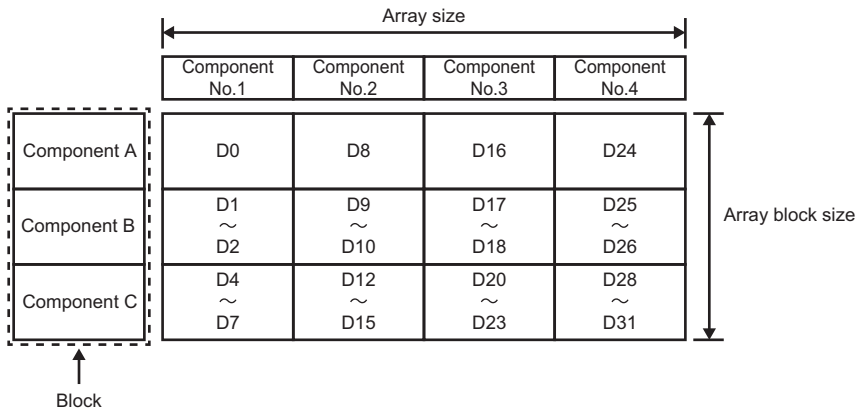 Array size
Component No.1 Component No.2 Component No.3 Component No.4
Component A D0 D8 D16 D24
Component B D1 ~ D2 D9 ~ D10 D17 ~ D18 D25 ~ D26
Array block size
Component C D4 ~ D7 D12 ~ D15 D20 ~ D23 D28 ~ D31
Block